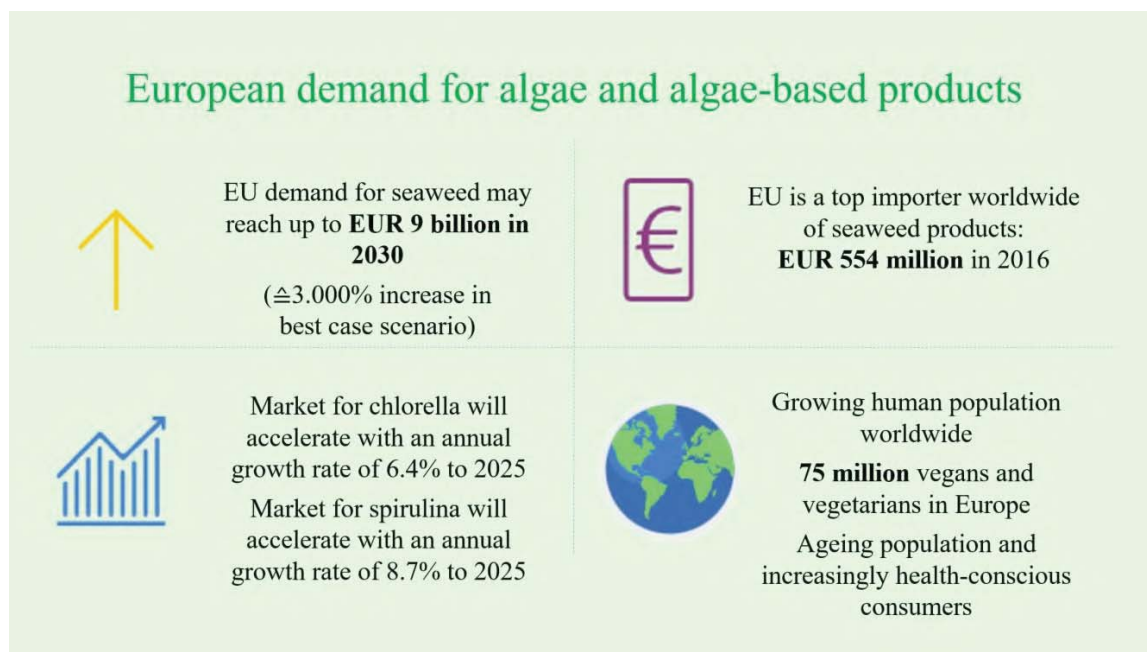 European demand for algae and algae-based products
EU demand for seaweed may
reach up to EUR 9 billion in
2030
(≙3.000% increase in
best case scenario)
EU is a top importer worldwide
of seaweed products:
EUR 554 million in 2016
€
Market for chlorella will
accelerate with an annual
growth rate of 6.4% to 2025
Market for spirulina will
accelerate with an annual
growth rate of 8.7% to 2025
Growing human population
worldwide
75 million vegans and
vegetarians in Europe
Ageing population and
increasingly health-conscious
consumers